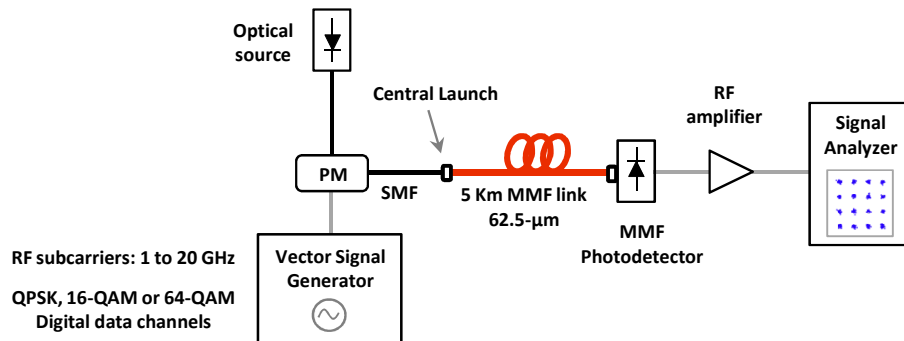 Optical
source
Central Launch
RF
amplifier
Signal
Analyzer
PM
SMF
5 Km MMF link
62.5-μm
MMF
Photodetector
RF subcarriers: 1 to 20 GHz
QPSK, 16-QAM or 64-QAM
Digital data channels
Vector Signal
Generator